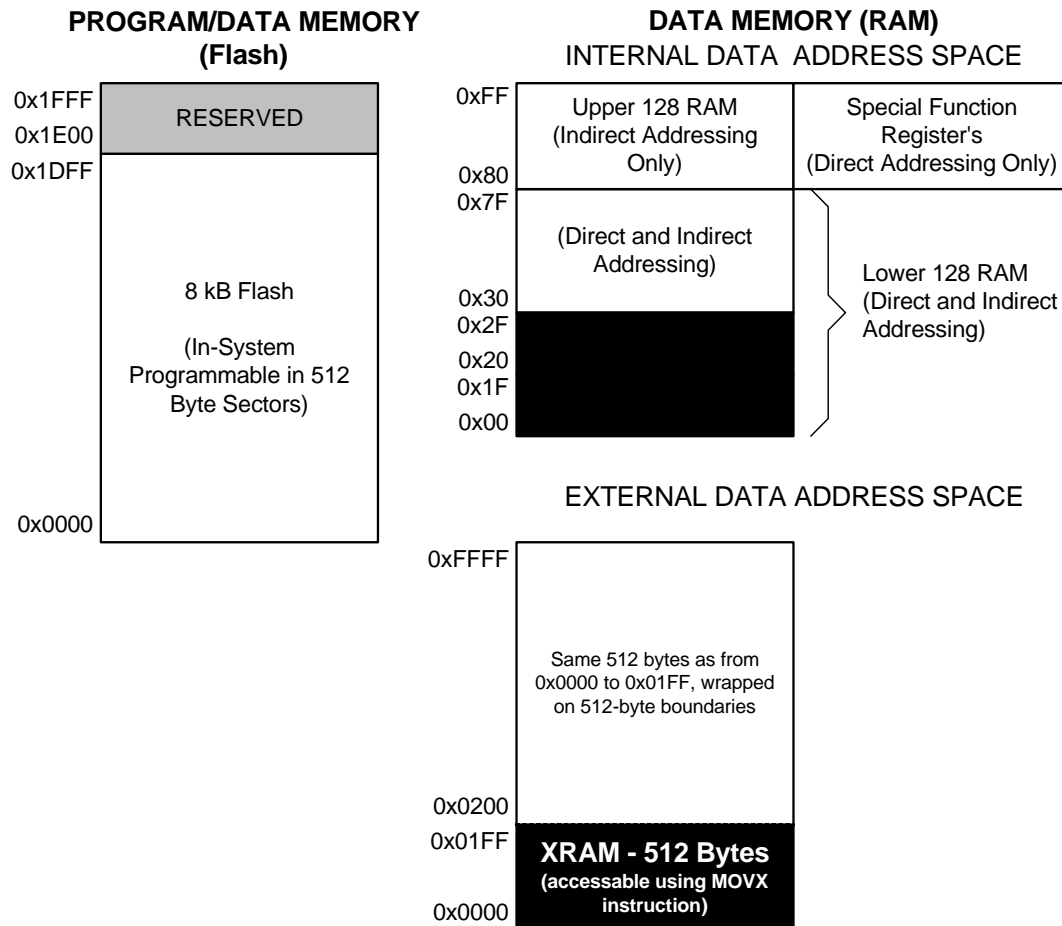 PROGRAM/DATA MEMORY
(Flash)
0x1FFF
RESERVED
0x1E00
0x1DFF
8 kB Flash
(In-System
Programmable in 512
Byte Sectors)
0x0000
DATA MEMORY (RAM)
INTERNAL DATA ADDRESS SPACE
0xFF
Upper 128 RAM
(Indirect Addressing
Only)
0x80
Special Function
Register's
(Direct Addressing Only)
0x7F
(Direct and Indirect
Addressing)
0x30
0x2F
0x20
0x1F
0x00
Lower 128 RAM
(Direct and Indirect
Addressing)
EXTERNAL DATA ADDRESS SPACE
0xFFFF
Same 512 bytes as from
0x0000 to 0x01FF, wrapped
on 512-byte boundaries
0x0200
0x01FF
XRAM - 512 Bytes
(accessable using MOVX
instruction)
0x0000